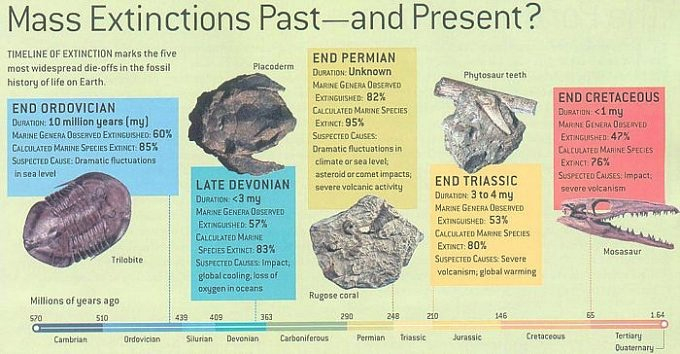 Mass Extinctions Past—and Present?
TIMELINE OF EXTINCTION marks the five
most widespread die-offs in the fossil
history of life on Earth.
END ORDOVICIAN
DURATION: 10 million years (my)
MARINE GENERA OBSERVED EXTINGUISHED: 60%
CALCULATED MARINE SPECIES EXTINCT: 85%
SUSPECTED CAUSE: Dramatic fluctuations
in sea level
Trilobite
Placoderm
LATE DEVONIAN
DURATION: <3 my
MARINE GENERA OBSERVED
EXTINGUISHED: 57%
CALCULATED MARINE
SPECIES EXTINCT: 83%
SUSPECTED CAUSES: Impact;
global cooling; loss of
oxygen in oceans
END PERMIAN
DURATION: Unknown
MARINE GENERA OBSERVED
EXTINGUISHED: 82%
CALCULATED MARINE SPECIES
EXTINCT: 95%
SUSPECTED CAUSES:
Dramatic fluctuations in
climate or sea level;
asteroid or comet impacts;
severe volcanic activity
Rugose coral
Phytosaur teeth
END TRIASSIC
DURATION: 3 to 4 my
MARINE GENERA OBSERVED
EXTINGUISHED: 53%
CALCULATED MARINE SPECIES
EXTINCT: 80%
SUSPECTED CAUSES: Severe
volcanism; global warming
END CRETACEOUS
DURATION: <1 my
MARINE GENERA OBSERVED
EXTINGUISHED: 47%
CALCULATED MARINE SPECIES
EXTINCT: 76%
SUSPECTED CAUSES: Impact;
severe volcanism
Mosasaur
Millions of years ago
570 510 439 409 363 290 248 210 146 65 1.64
Cambrian Ordovician Silurian Devonian Carboniferous Permian Triassic Jurassic Cretaceous Tertiary
Quaternary